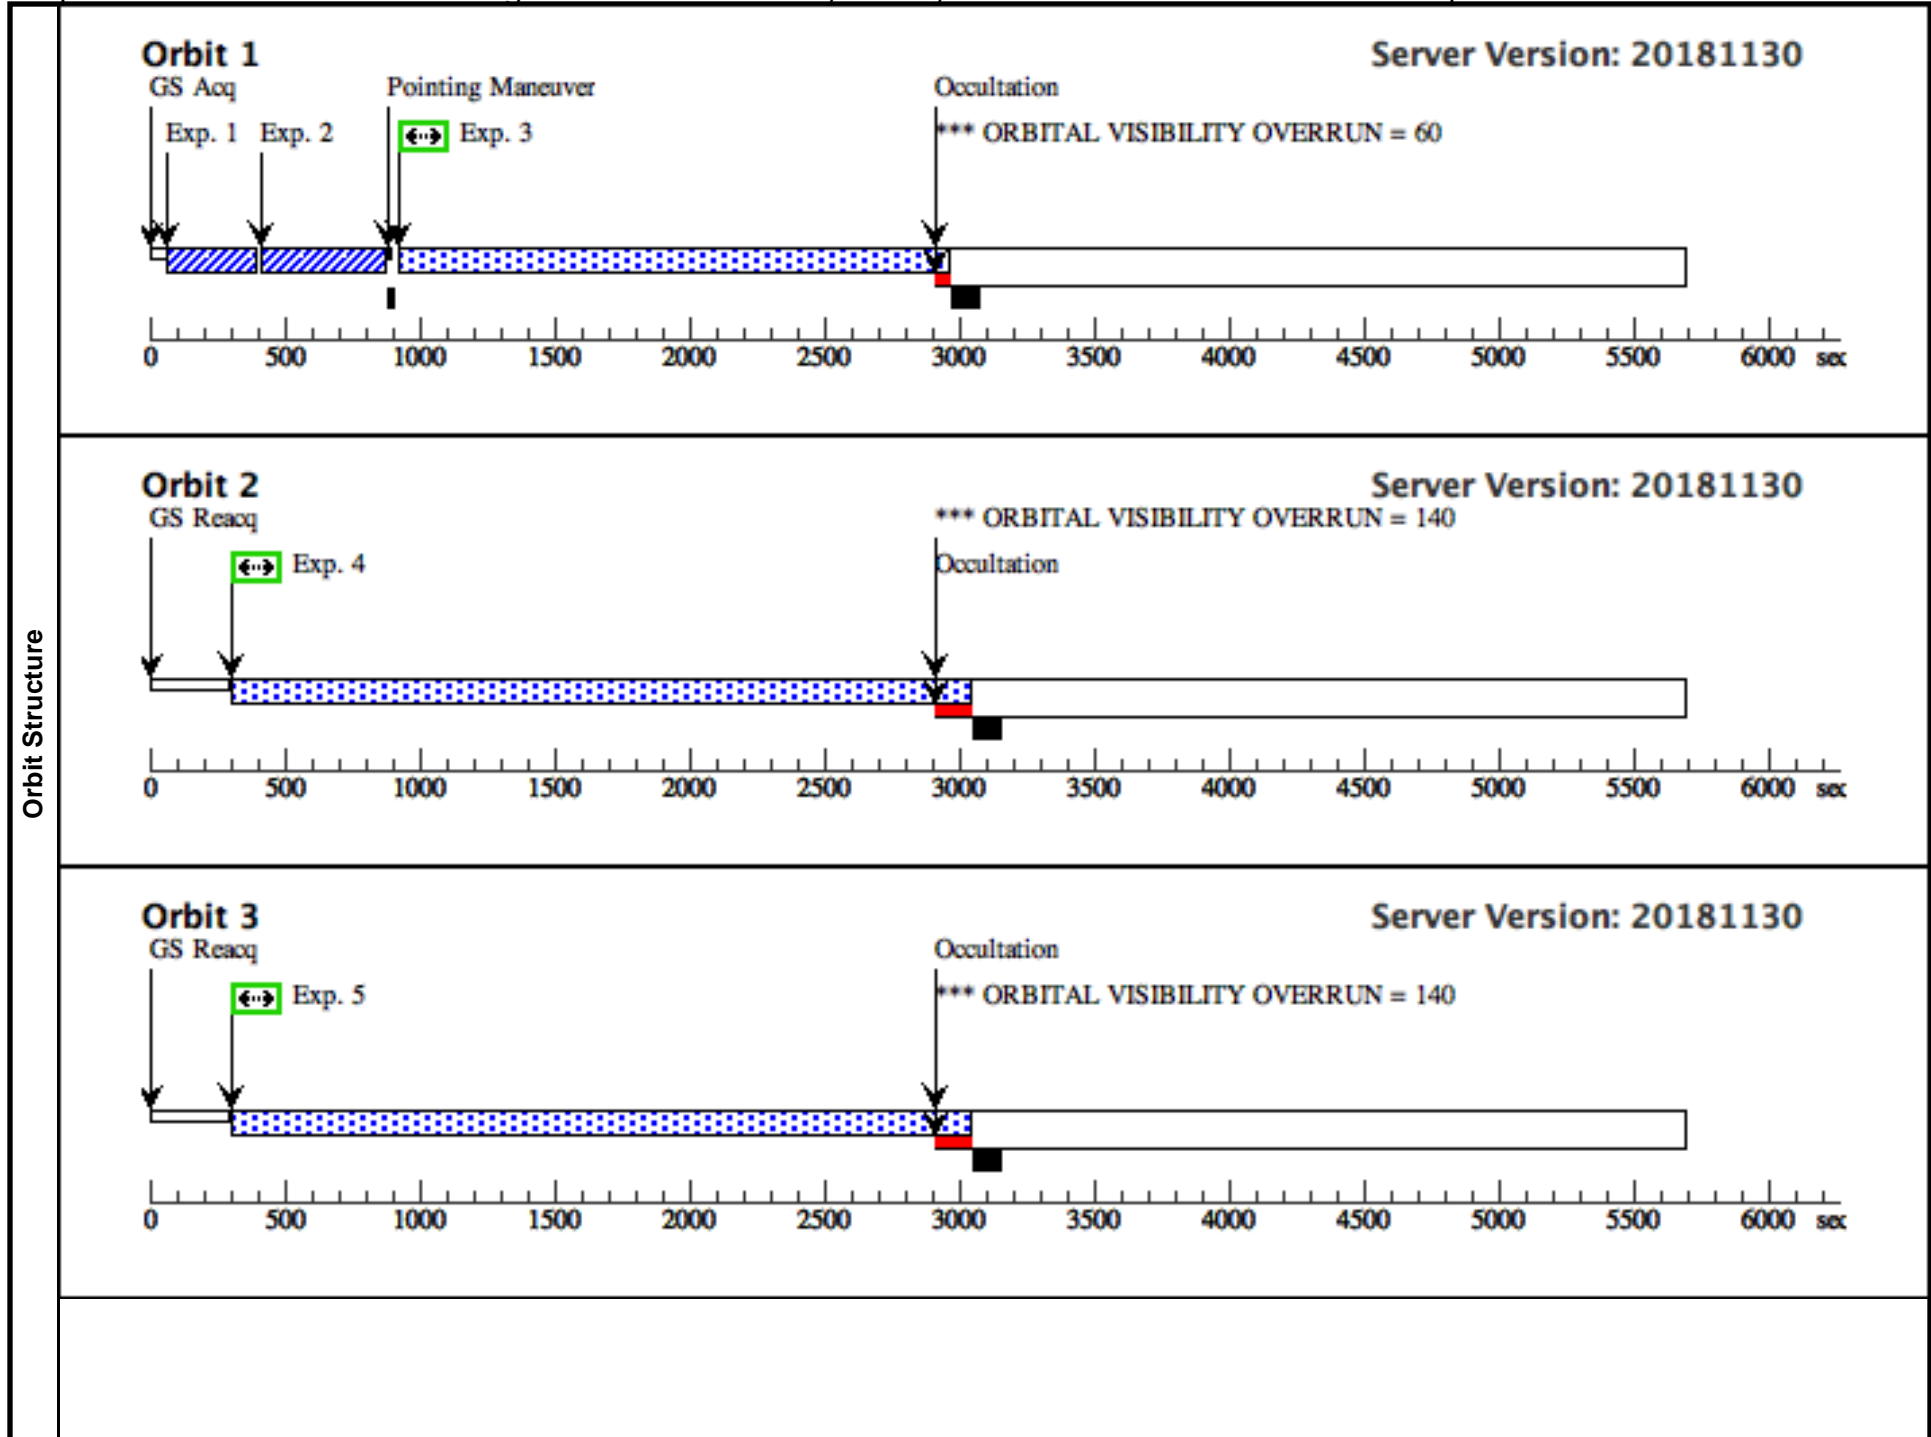 Orbit Structure
Orbit 1 Server Version: 20181130
GS Acq Pointing Maneuver Occultation
Exp. 1 Exp. 2 Exp. 3 *** ORBITAL VISIBILITY OVERRUN = 60
0 500 1000 1500 2000 2500 3000 3500 4000 4500 5000 5500 6000 sec
Orbit 2 Server Version: 20181130
GS Reacq *** ORBITAL VISIBILITY OVERRUN = 140
Exp. 4 Occultation
0 500 1000 1500 2000 2500 3000 3500 4000 4500 5000 5500 6000 sec
Orbit 3 Server Version: 20181130
GS Reacq Occultation
Exp. 5 *** ORBITAL VISIBILITY OVERRUN = 140
0 500 1000 1500 2000 2500 3000 3500 4000 4500 5000 5500 6000 sec